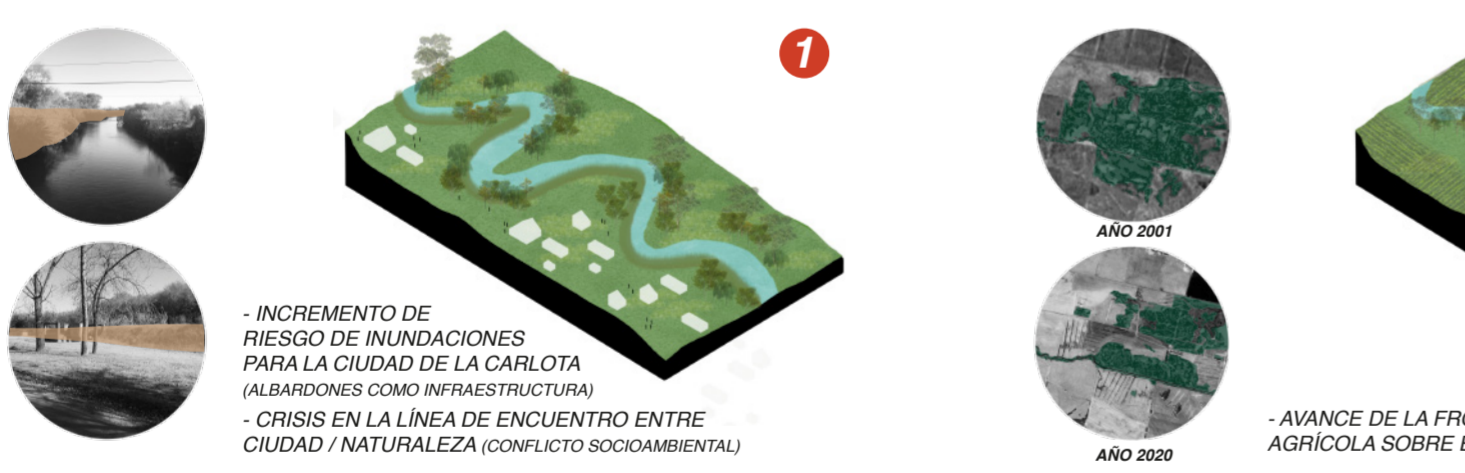 1
- INCREMENTO DE
RIESGO DE INUNDACIONES
PARA LA CIUDAD DE LA CARLOTA
(ALBARDONES COMO INFRAESTRUCTURA)
- CRISIS EN LA LÍNEA DE ENCUENTRO ENTRE
CIUDAD / NATURALEZA (CONFLICTO SOCIOAMBIENTAL)
AÑO 2001
AÑO 2020
- AVANCE DE LA
AGRÍCOLA SOBRE